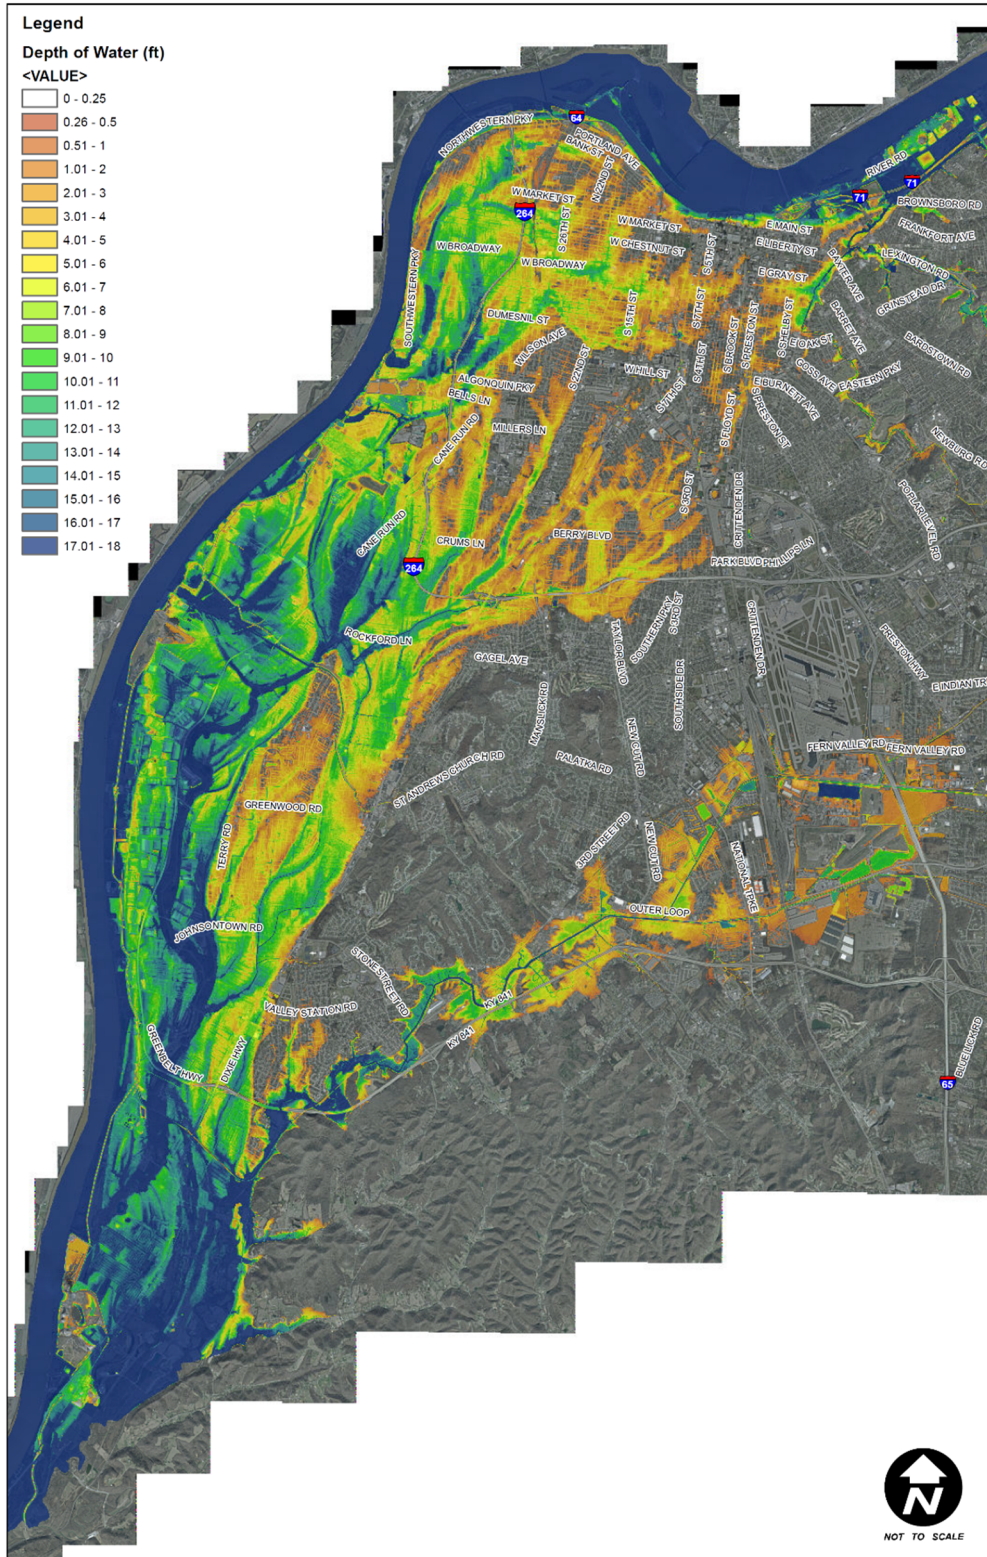 Legend
Depth of Water (ft)
<VALUE>
0 - 0.25
0.26 - 0.5
0.51 - 1
1.01 - 2
2.01 - 3
3.01 - 4
4.01 - 5
5.01 - 6
6.01 - 7
7.01 - 8
8.01 - 9
9.01 - 10
10.01 - 11
11.01 - 12
12.01 - 13
13.01 - 14
14.01 - 15
15.01 - 16
16.01 - 17
17.01 - 18
64
NORTHWESTERN PKY
PORTLAND AVE
BANK ST
N 22ND ST
RIVER RD
71
71
BROWNSBORO RD
W MARKET ST
264
S 26TH ST
W MARKET ST
E MAIN ST
FRANKFORT AVE
W BROADWAY
W CHESTNUT ST
S 5TH ST
E LIBERTY ST
BAXTER AVE
LEXINGTON RD
W BROADWAY
E GRAY ST
GRINSTEAD DR
SOUTHWESTERN PKY
DUMESNIL ST
S 15TH ST
S 7TH ST
S BROOK ST
S PRESTON ST
S SHELBY ST
BARRET AVE
WILSON AVE
E OAK ST
BARDSTOWN RD
S 22ND ST
W HILL ST
S 4TH ST
GOSS AVE
EASTERN PKY
ALGONQUIN PKY
BELLS LN
S 7TH ST
E BURNETT AVE
CANE RUN RD
MILLERS LN
S FLOYD ST
S PRESTON ST
NEWBURG RD
S 3RD ST
CRITTENDEN DR
POPLAR LEVEL RD
CANE RUN RD
CRUMS LN
BERRY BLVD
264
PARK BLVD
PHILLIPS LN
ROCKFORD LN
GAGEL AVE
TAYLOR BLVD
SOUTHERN PKY
S 3RD ST
CRITTENDEN DR
PRESTON HWY
MANSLICK RD
SOUTHSIDE DR
E INDIAN TR
ST ANDREWS CHURCH RD
PALATKA RD
NEW CUT RD
FERN VALLEY RD
FERN VALLEY RD
GREENWOOD RD
TERRY RD
3RD STREET RD
NEW CUT RD
NATIONAL TPKE
OUTER LOOP
JOHNSONTOWN RD
STONESTREET RD
VALLEY STATION RD
KY 841
KY 841
GREENBELT HWY
DIXIE HWY
BLUE LICK RD
65
N
NOT TO SCALE